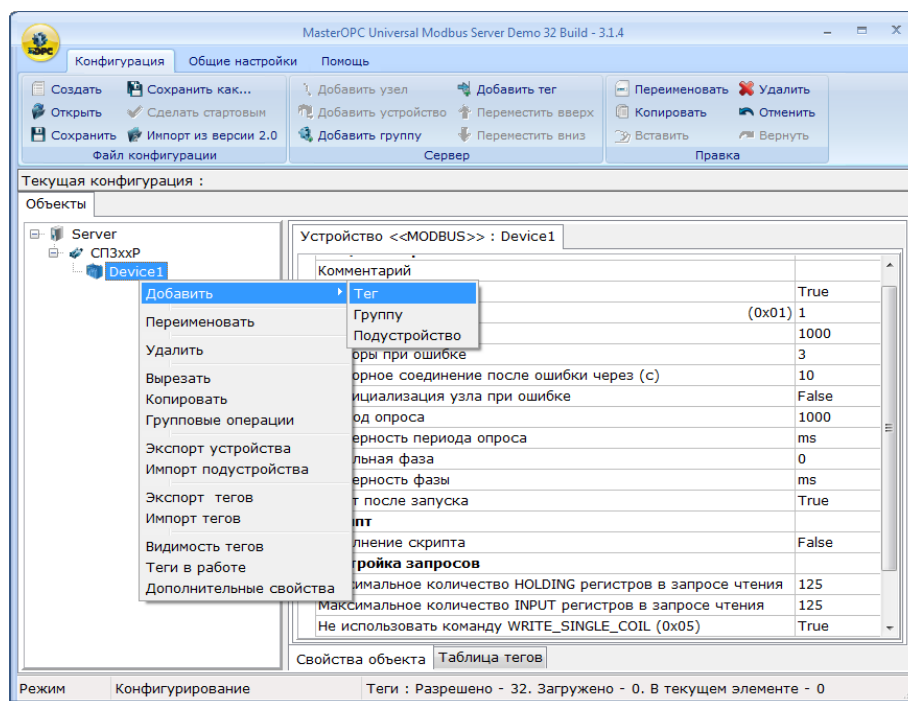 MasterOPC Universal Modbus Server Demo 32 Build - 3.1.4
Конфигурация Общие настройки Помощь
Создать Сохранить как... Добавить узел Добавить тег Переименовать Удалить
Открыть Сделать стартовым Добавить устройство Переместить вверх Копировать Отменить
Сохранить Импорт из версии 2.0 Добавить группу Переместить вниз Вставить Вернуть
Файл конфигурации Сервер Правка
Текущая конфигурация :
Объекты
Server
СП3xxР
Device1
Добавить
Переименовать
Удалить
Вырезать
Копировать
Групповые операции
Экспорт устройства
Импорт подустройства
Экспорт тегов
Импорт тегов
Видимость тегов
Теги в работе
Дополнительные свойства
Тег
Группу
Подустройство
Устройство <<MODBUS>> : Device1
Комментарий
True
(0x01) 1
1000
оры при ошибке 3
орное соединение после ошибки через (с) 10
ициализация узла при ошибке False
од опроса 1000
ерность периода опроса ms
льная фаза 0
ерность фазы ms
т после запуска True
пт
лнение скрипта False
тройка запросов
симальное количество HOLDING регистров в запросе чтения 125
Максимальное количество INPUT регистров в запросе чтения 125
Не использовать команду WRITE_SINGLE_COIL (0x05) True
Свойства объекта Таблица тегов
Режим Конфигурирование Теги : Разрешено - 32. Загружено - 0. В текущем элементе - 0